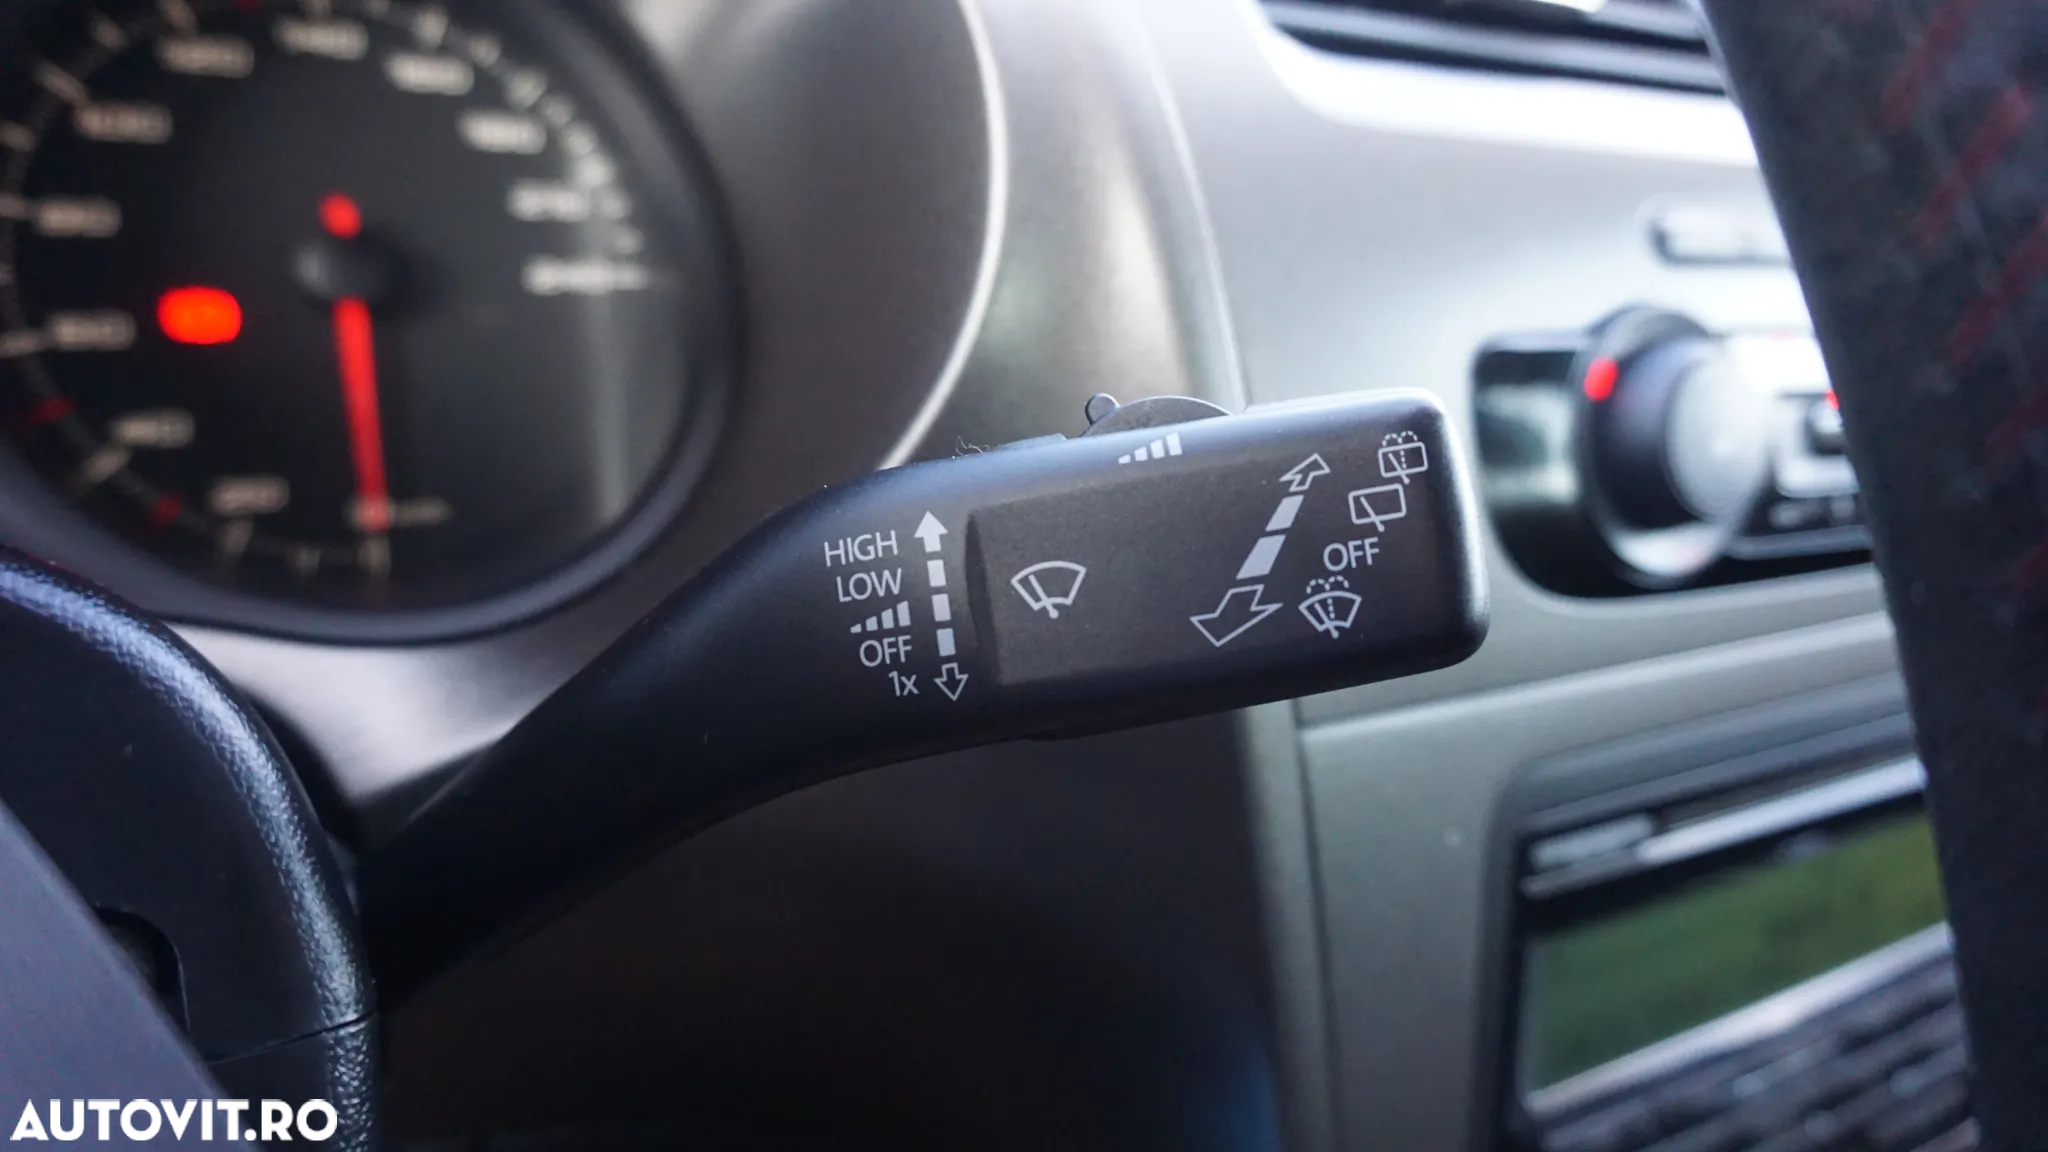 HIGH
LOW
OFF
1x
OFF
AUTOVIT.RO